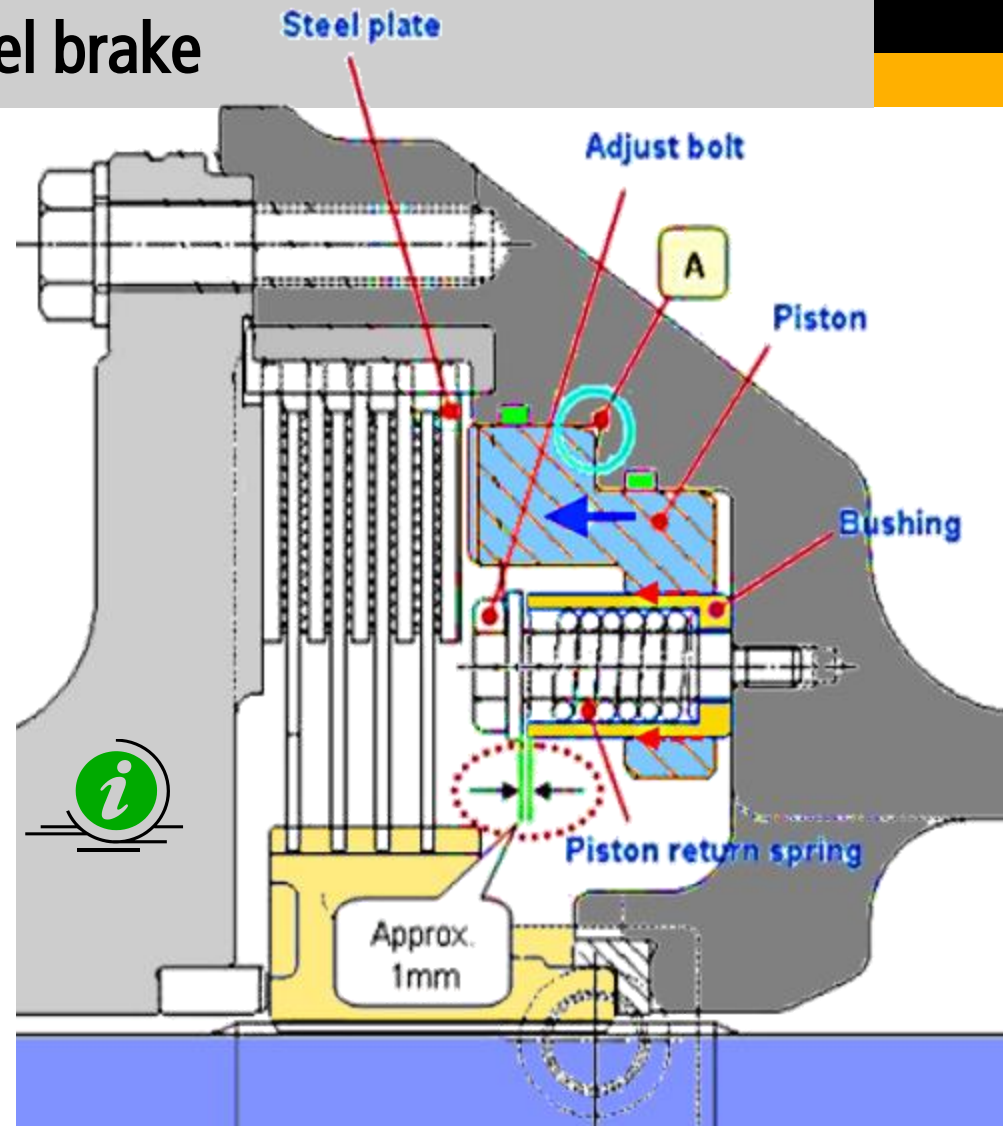 el brake
Steel plate
Adjust bolt
A
Piston
Bushing
i
Piston return spring
Approx.
1mm